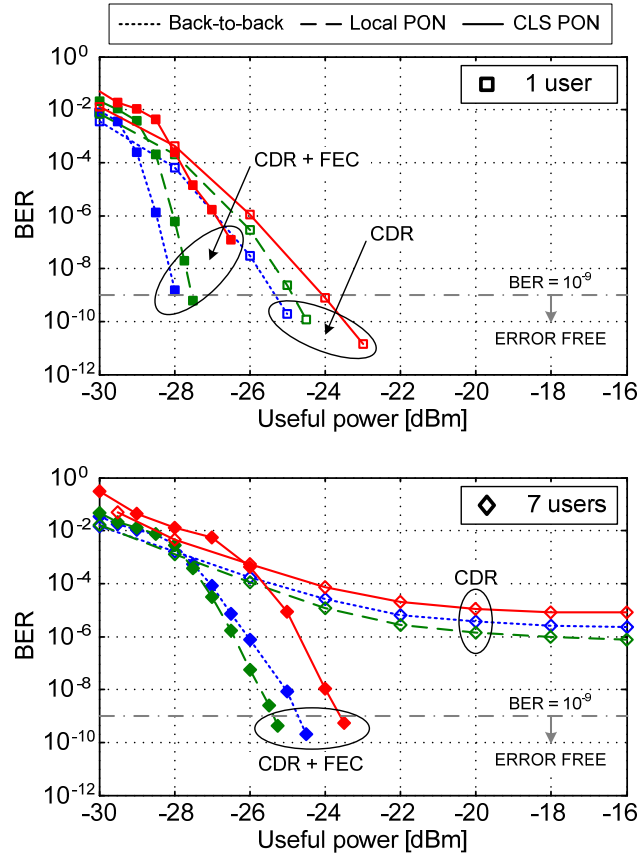 Back-to-back Local PON CLS PON
10^0
10^-2
10^-4
10^-6
10^-8
10^-10
10^-12
BER
1 user
CDR + FEC
CDR
BER = 10^-9
ERROR FREE
-30 -28 -26 -24 -22 -20 -18 -16
Useful power [dBm]
10^0
10^-2
10^-4
10^-6
10^-8
10^-10
10^-12
BER
7 users
CDR
BER = 10^-9
CDR + FEC
ERROR FREE
-30 -28 -26 -24 -22 -20 -18 -16
Useful power [dBm]